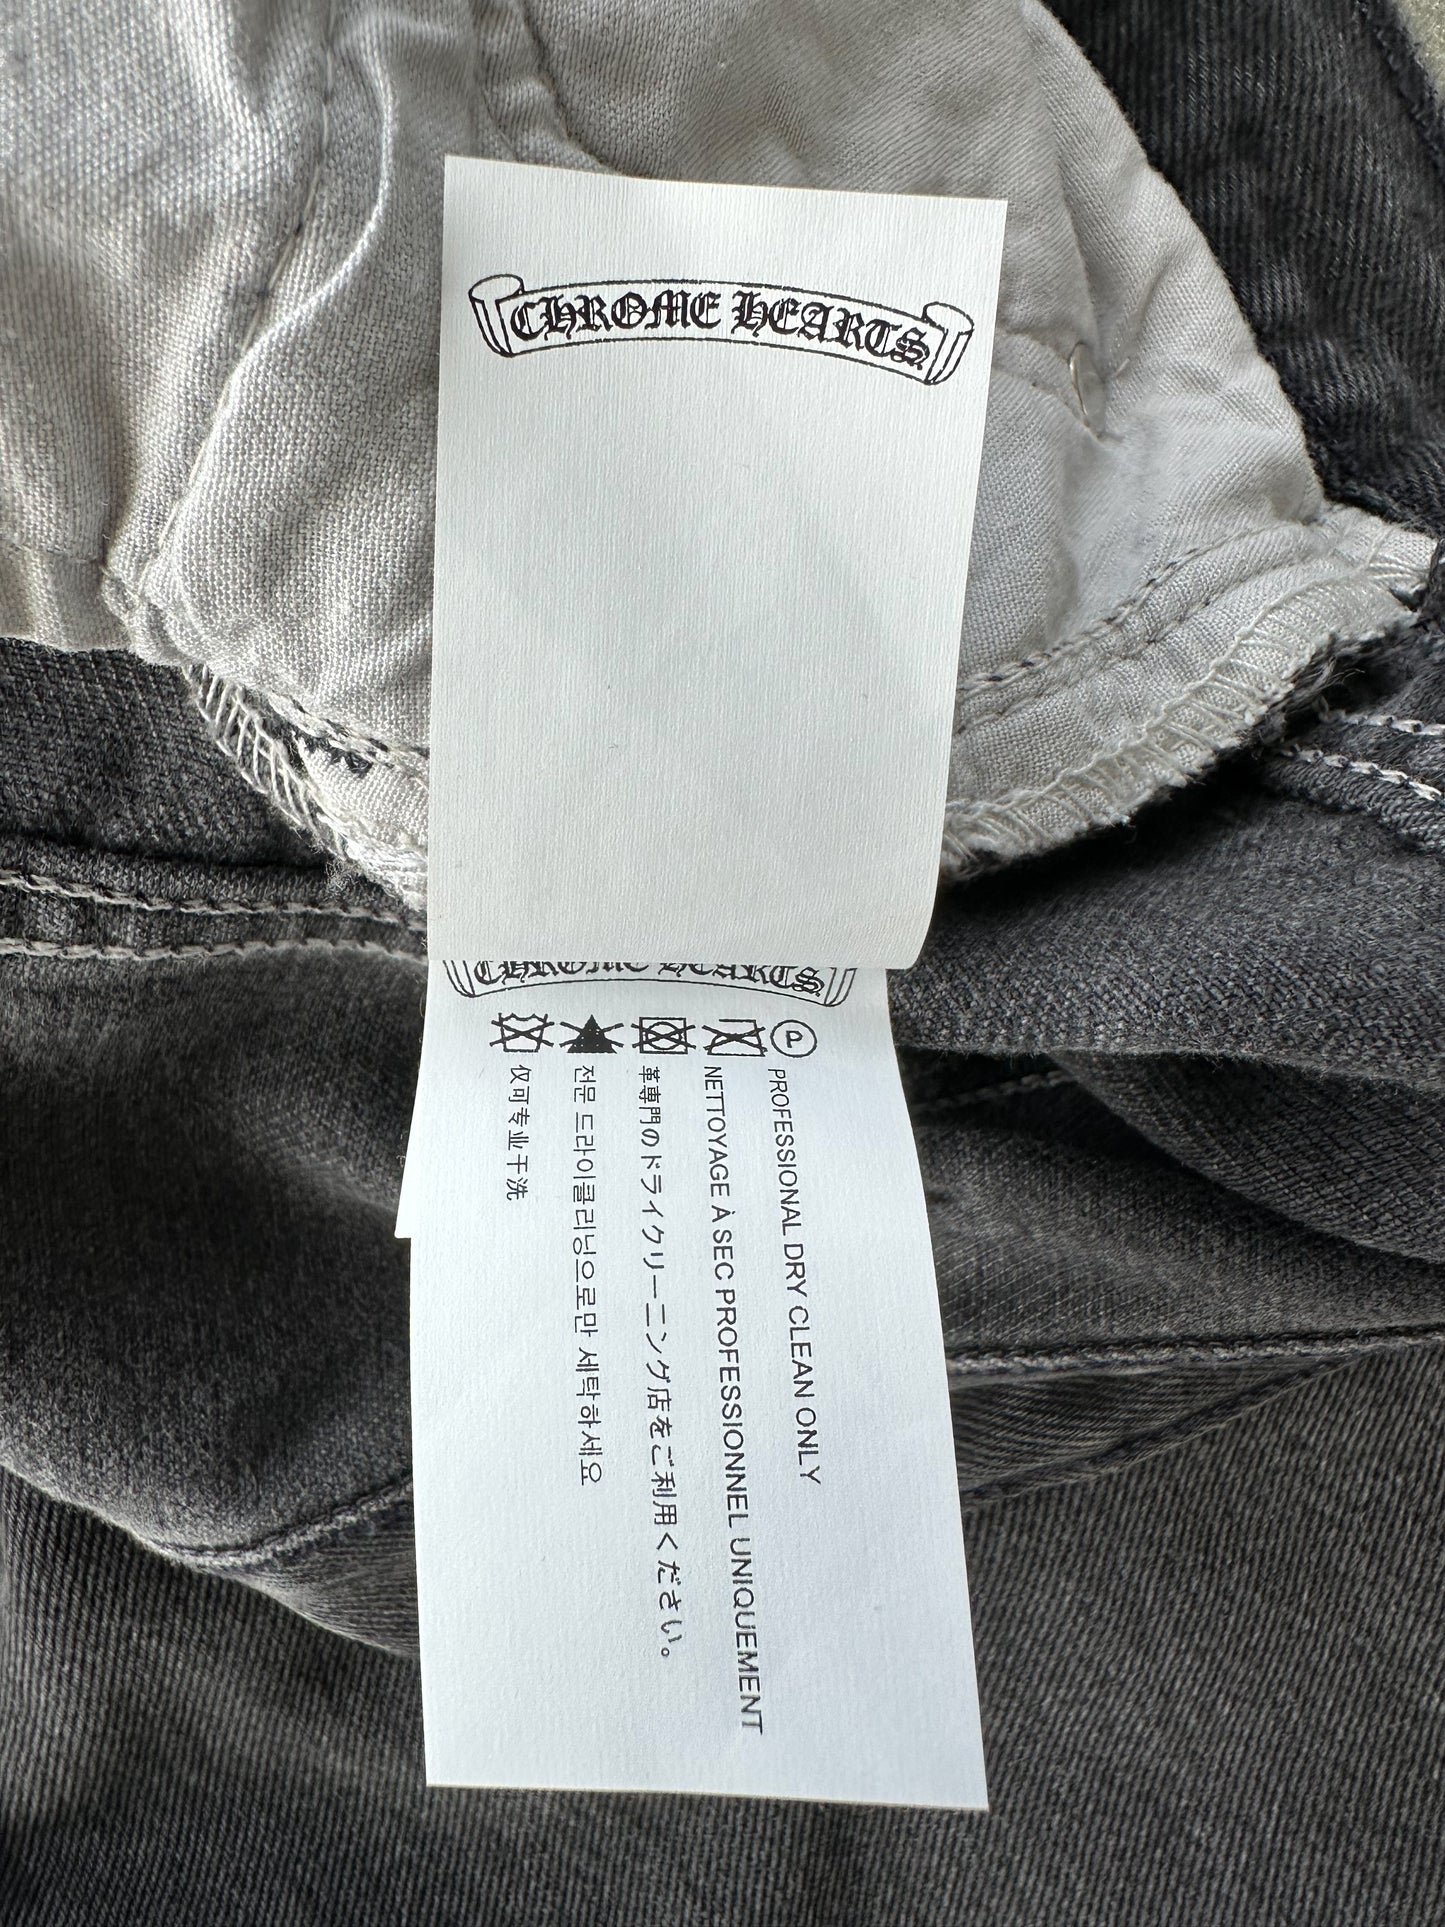 CHROME HEARTS
CHROME HEARTS
P
PROFESSIONAL DRY CLEAN ONLY
NETTOYAGE À SEC PROFESSIONNEL UNIQUEMENT
革専門のドライクリーニング店をご利用ください。
전문 드라이클리닝으로만 세탁하세요
仅可专业干洗